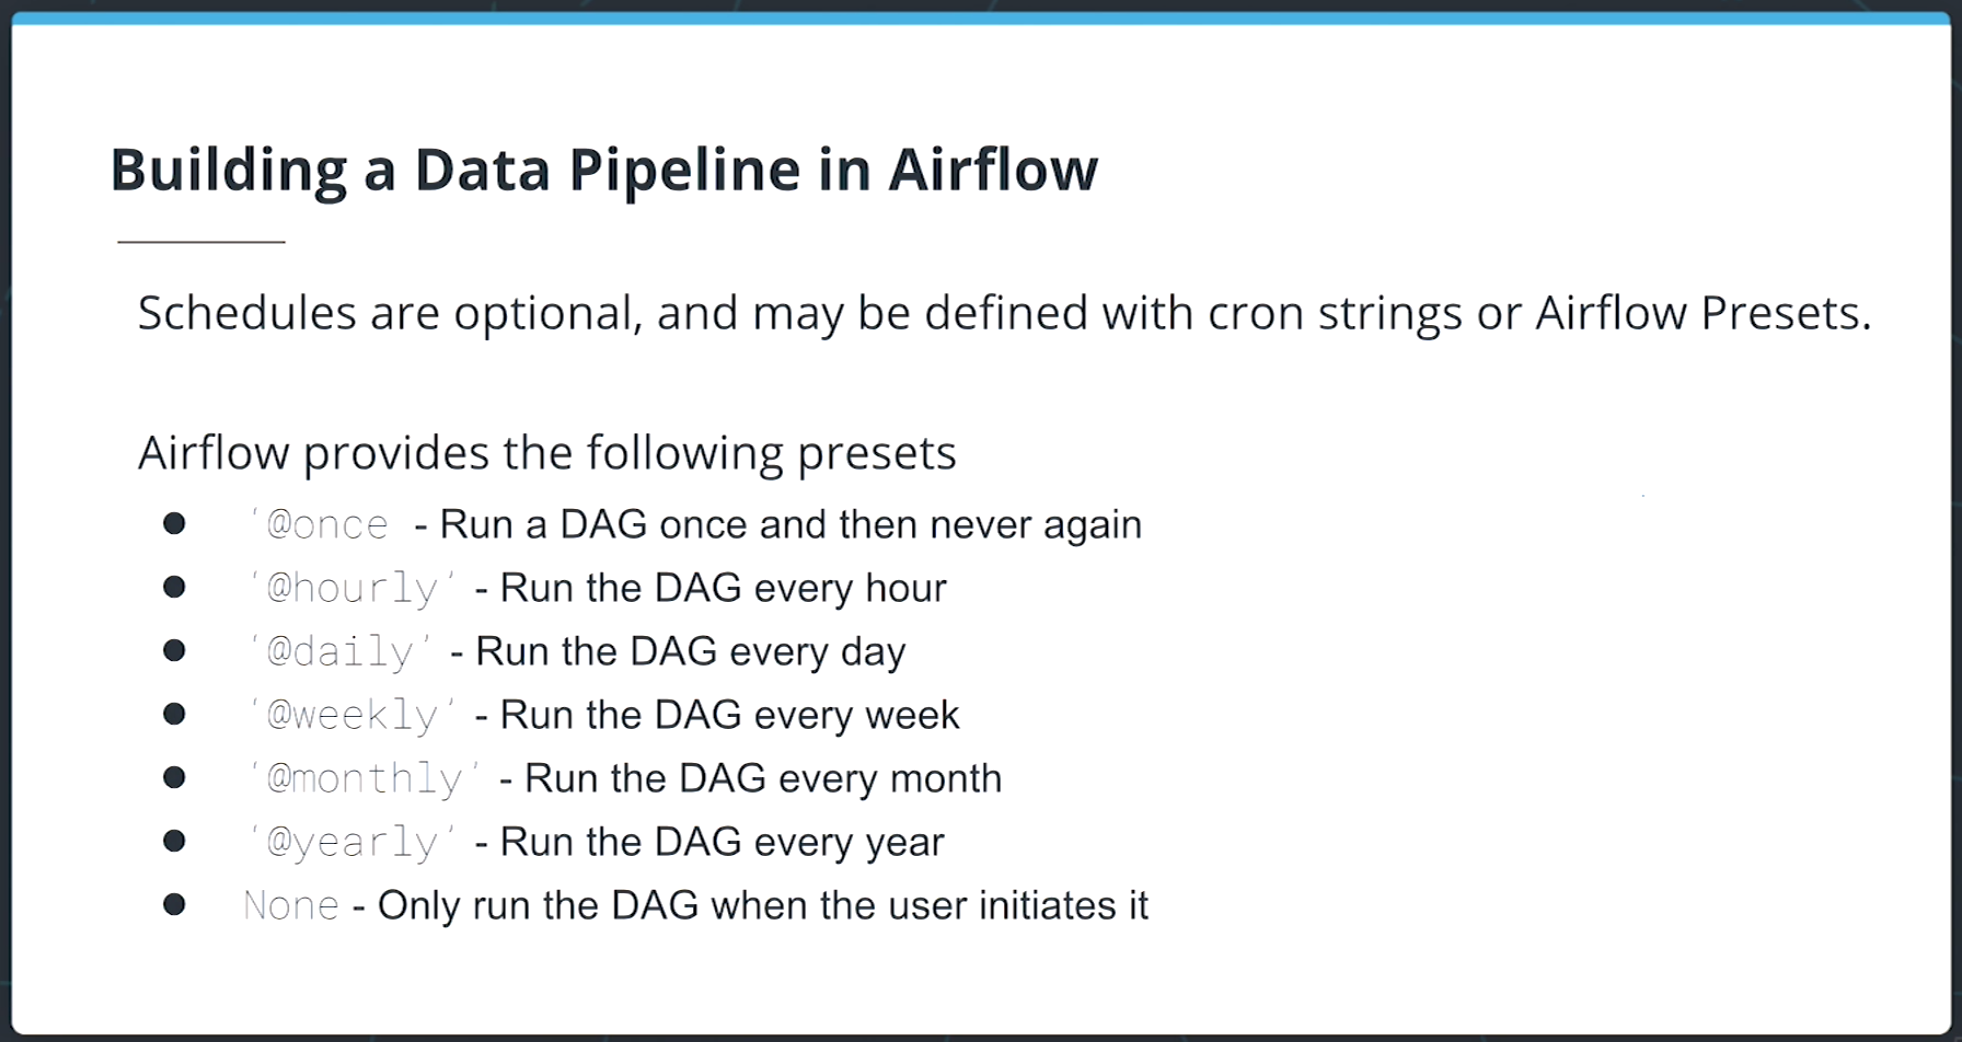 Building a Data Pipeline in Airflow
Schedules are optional, and may be defined with cron strings or Airflow Presets.
Airflow provides the following presets
● ‘@once - Run a DAG once and then never again
● ‘@hourly’ - Run the DAG every hour
● ‘@daily’ - Run the DAG every day
● ‘@weekly’ - Run the DAG every week
● ‘@monthly’ - Run the DAG every month
● ‘@yearly’ - Run the DAG every year
● None - Only run the DAG when the user initiates it